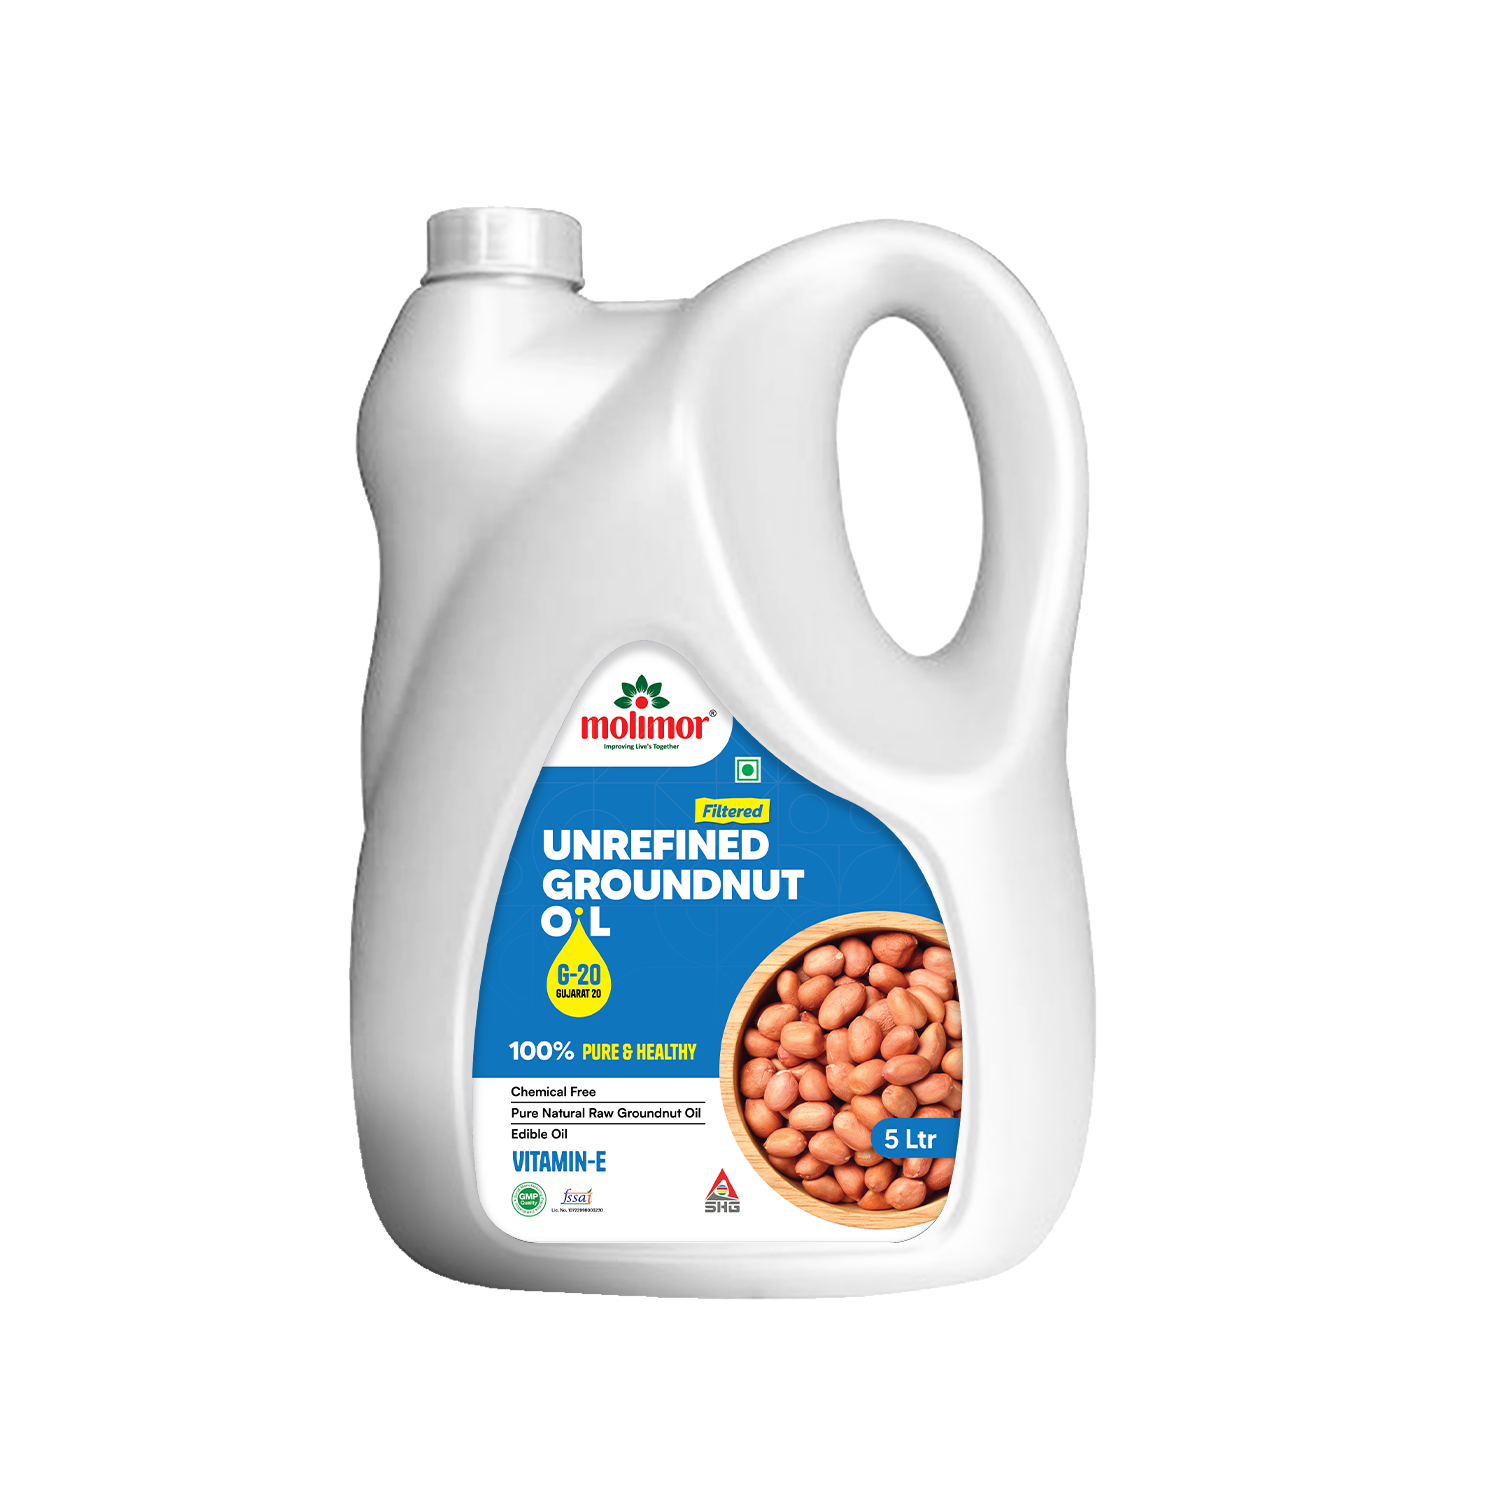 molimor®
Improving Live's Together
Filtered
UNREFINED
GROUNDNUT
OIL
G-20
GUJARAT 20
100% PURE & HEALTHY
Chemical Free
Pure Natural Raw Groundnut Oil
Edible Oil
5 Ltr
VITAMIN-E
GMP
Quality
fssai
SHG